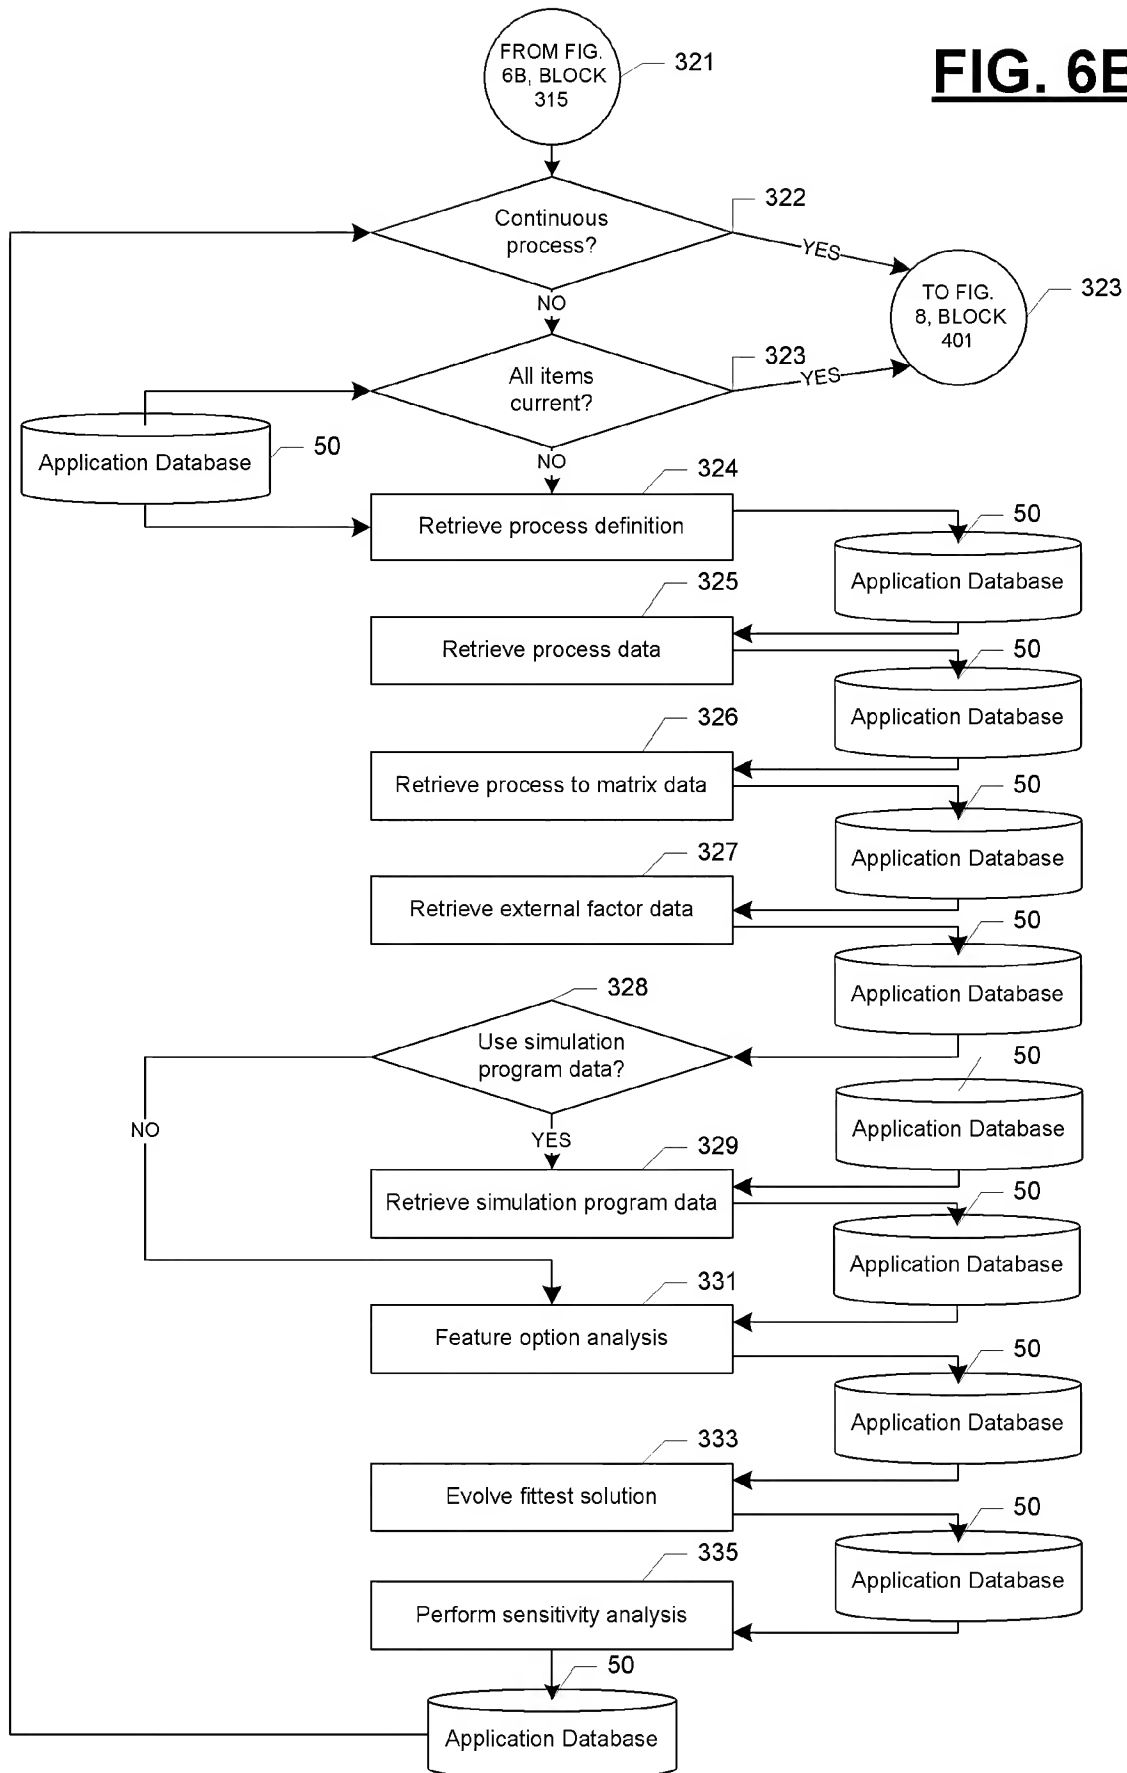 FROM FIG.
6B, BLOCK
315
321
FIG. 6B
Continuous
process?
322
YES
NO
TO FIG.
8, BLOCK
401
323
All items
current?
323
YES
NO
Application Database
50
Retrieve process definition
324
Application Database
50
Retrieve process data
325
Application Database
50
Retrieve process to matrix data
326
Application Database
50
Retrieve external factor data
327
Application Database
50
Use simulation
program data?
328
NO
YES
Application Database
50
Retrieve simulation program data
329
Application Database
50
Feature option analysis
331
Application Database
50
Evolve fittest solution
333
Application Database
50
Perform sensitivity analysis
335
Application Database
50